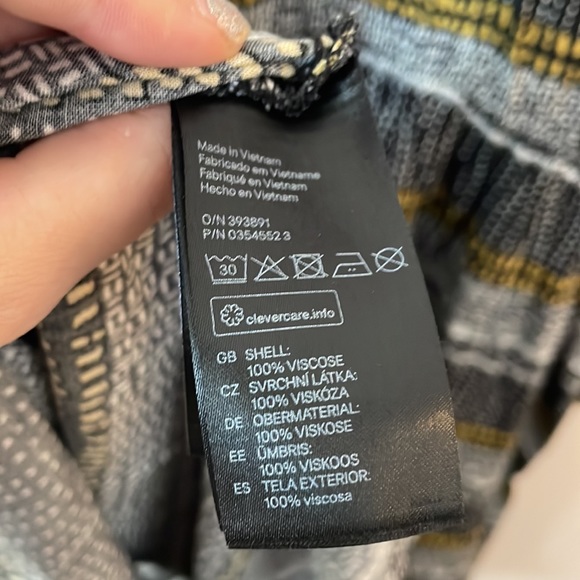 Made in Vietnam
Fabricado em Vietname
Fabriqué en Vietnam
Hecho en Vietnam
O/N 393891
P/N 0354552 3
30
clevercare.info
GB SHELL:
100% VISCOSE
CZ SVRCHNI LÁTKA:
100% VISKÓZA
DE OBERMATERIAL:
100% VISKOSE
EE ÜMBRIS:
100% VISKOOS
ES TELA EXTERIOR:
100% viscosa